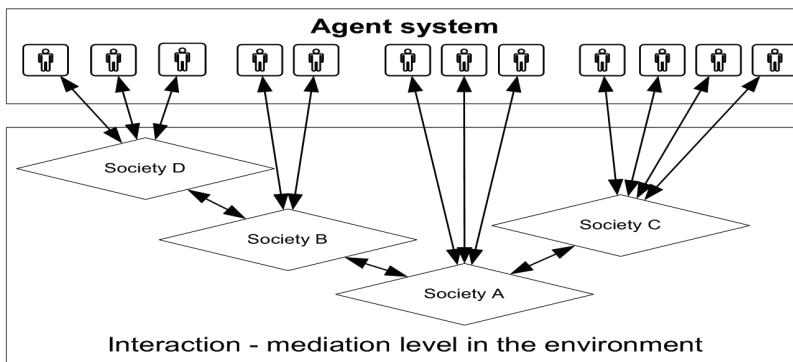 Agent system
Society D
Society B
Society C
Society A
Interaction - mediation level in the environment